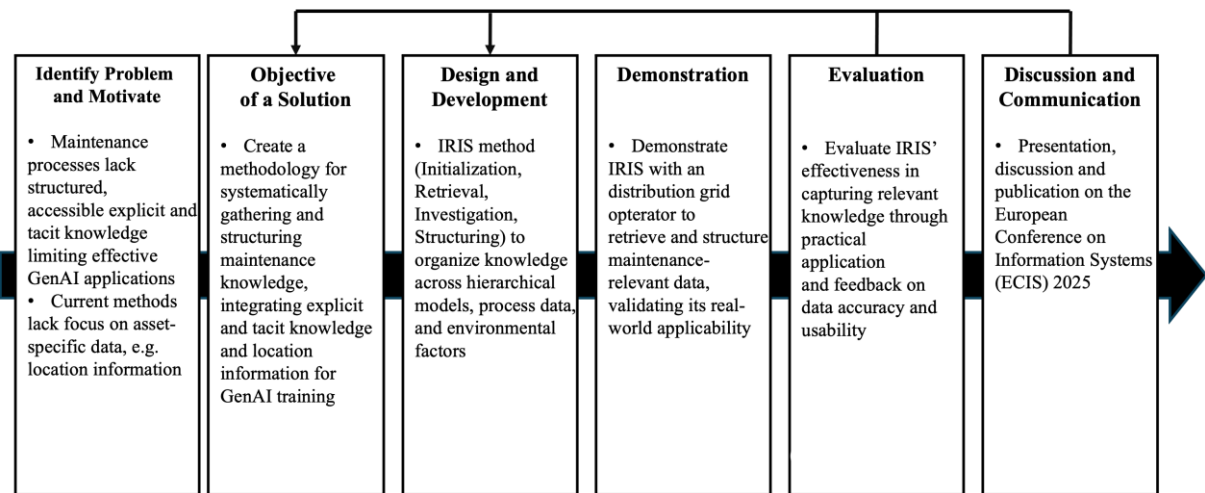 Identify Problem
and Motivate
• Maintenance
processes lack
structured,
accessible explicit and
tacit knowledge
limiting effective
GenAI applications
• Current methods
lack focus on asset-
specific data, e.g.
location information
Objective
of a Solution
• Create a
methodology for
systematically
gathering and
structuring
maintenance
knowledge,
integrating explicit
and tacit knowledge
and location
information for
GenAI training
Design and
Development
• IRIS method
(Initialization,
Retrieval,
Investigation,
Structuring) to
organize knowledge
across hierarchical
models, process data,
and environmental
factors
Demonstration
• Demonstrate
IRIS with an
distribution grid
opterator to
retrieve and structure
maintenance-
relevant data,
validating its real-
world applicability
Evaluation
• Evaluate IRIS’
effectiveness in
capturing relevant
knowledge through
practical
application
and feedback on
data accuracy and
usability
Discussion and
Communication
• Presentation,
discussion and
publication on the
European
Conference on
Information Systems
(ECIS) 2025